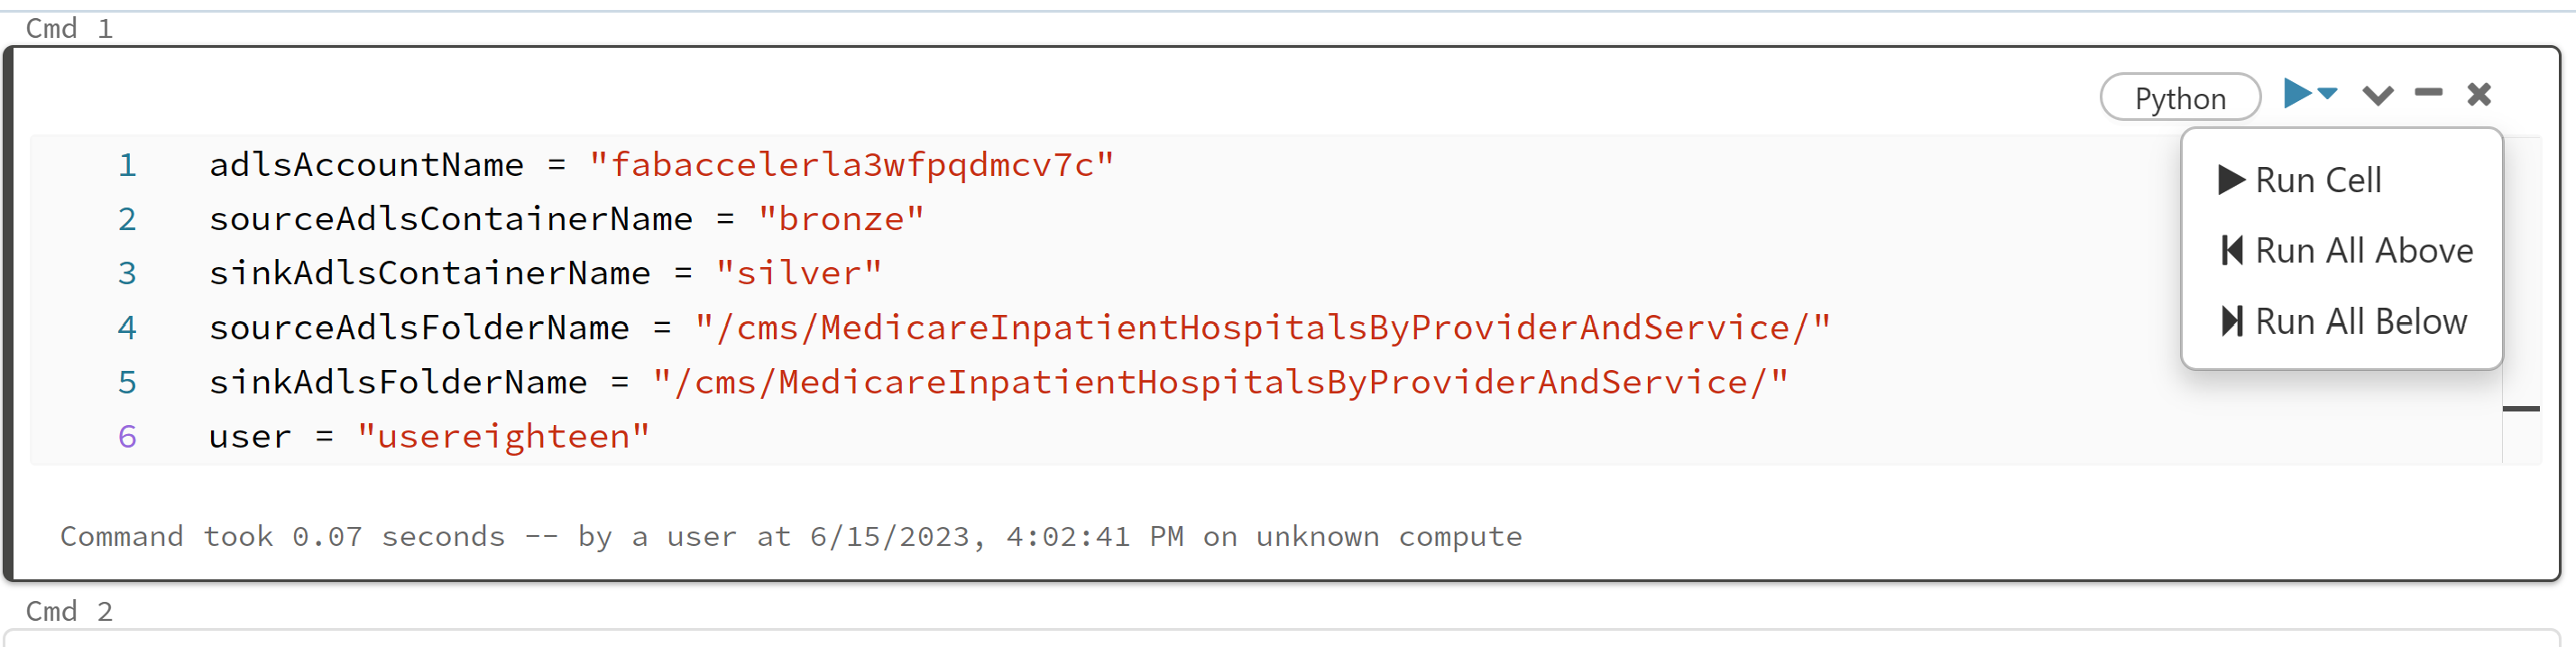 Cmd 1
Python
1 adlsAccountName = "fabaccelerla3wfpqdmcv7c"
2 sourceAdlsContainerName = "bronze"
3 sinkAdlsContainerName = "silver"
4 sourceAdlsFolderName = "/cms/MedicareInpatientHospitalsByProviderAndService/"
5 sinkAdlsFolderName = "/cms/MedicareInpatientHospitalsByProviderAndService/"
6 user = "usereighteen"
Run Cell
Run All Above
Run All Below
Command took 0.07 seconds -- by a user at 6/15/2023, 4:02:41 PM on unknown compute
Cmd 2